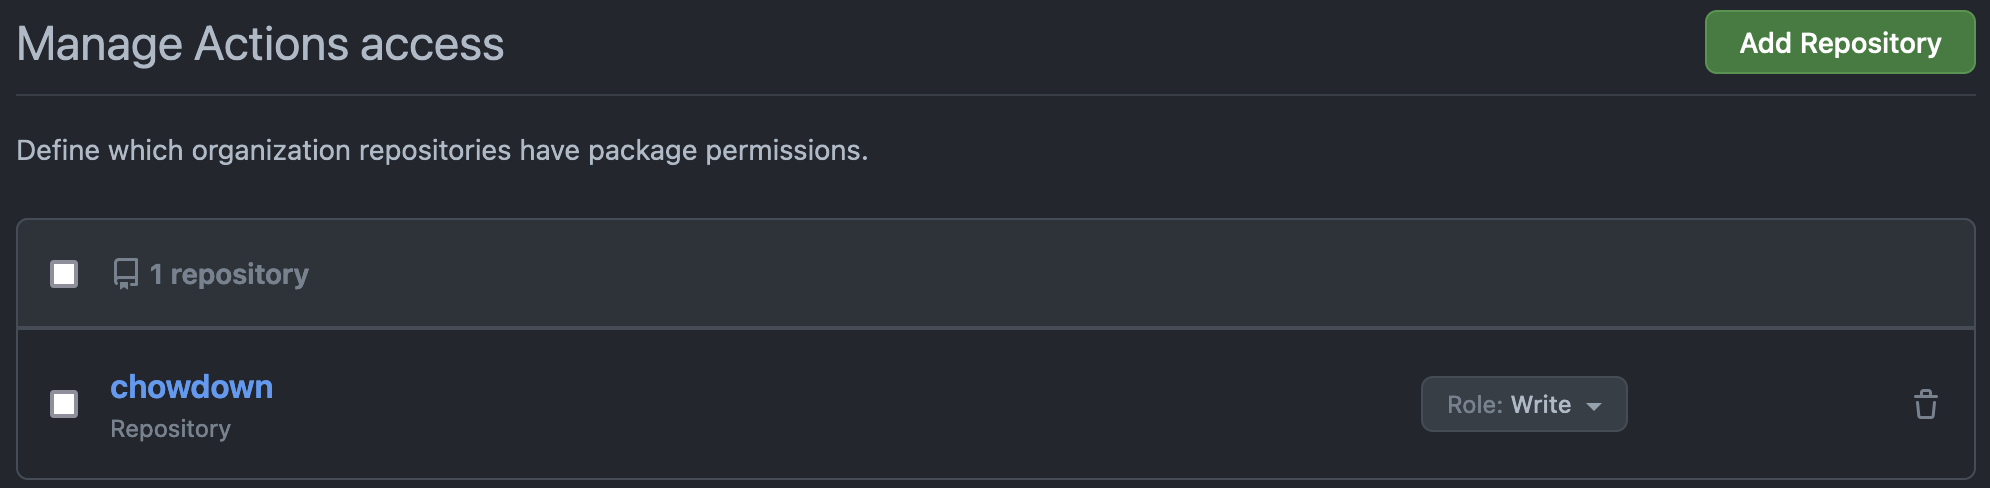 Manage Actions access
Add Repository
Define which organization repositories have package permissions.
1 repository
chowdown
Repository
Role: Write